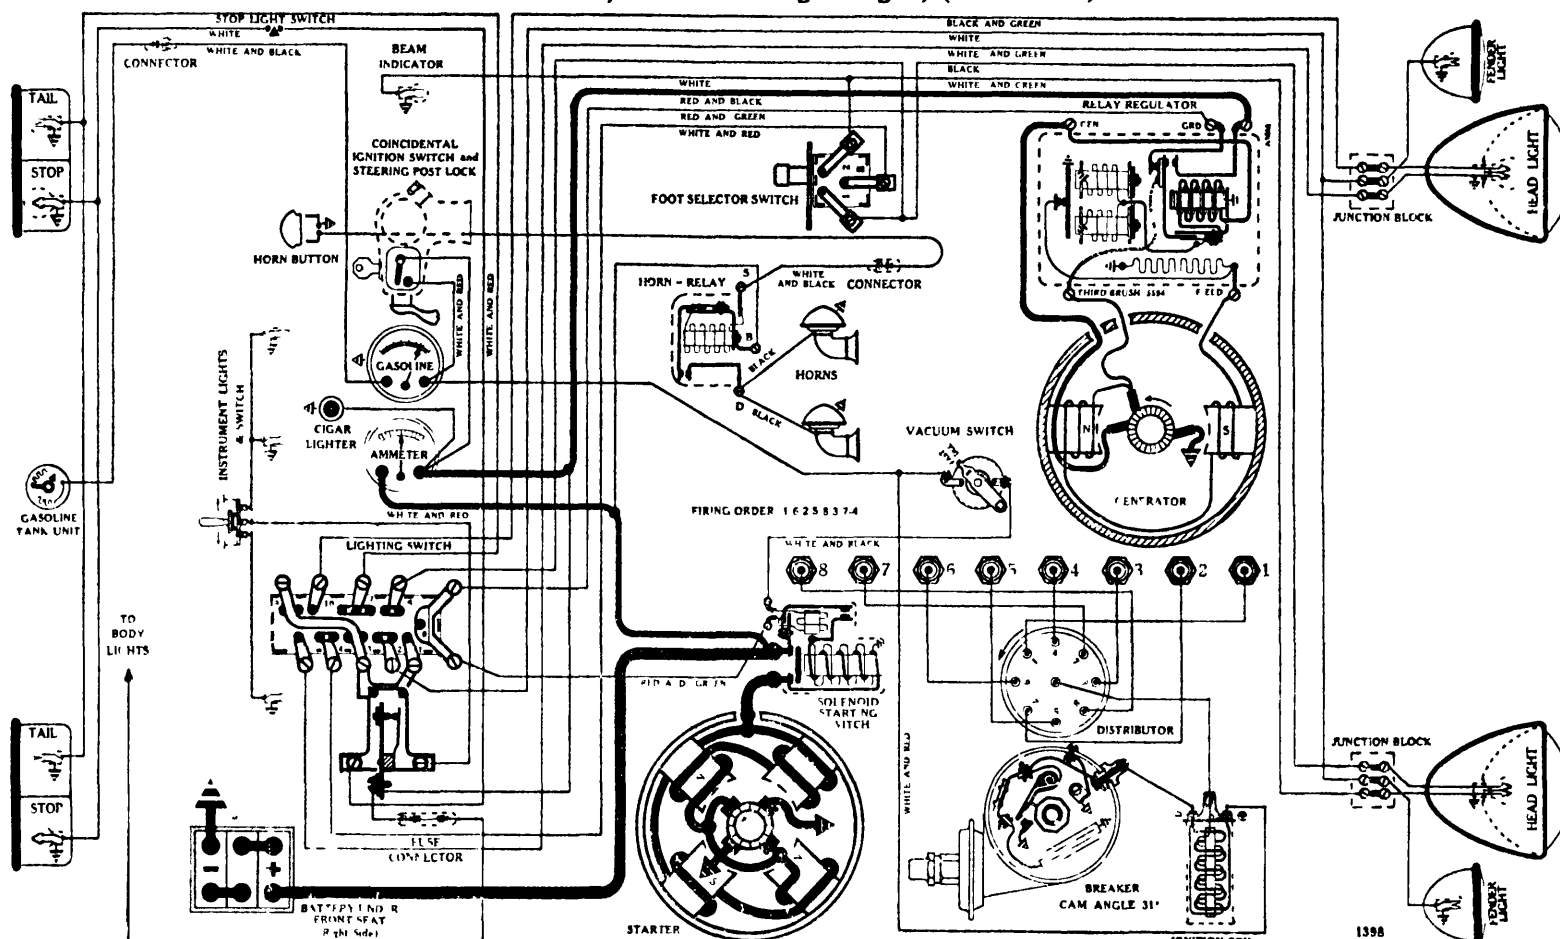 STOP LIGHT SWITCH
WHITE
WHITE AND BLACK
CONNECTOR
BEAM
INDICATOR
BLACK AND GREEN
WHITE
WHITE AND GREEN
BLACK
WHITE AND GREEN
WHITE
RED AND BLACK
RED AND GREEN
WHITE AND RED
FENDER
LIGHT
TAIL
STOP
COINCIDENTAL
IGNITION SWITCH and
STEERING POST LOCK
FOOT SELECTOR SWITCH
RELAY REGULATOR
GRD
HEAD LIGHT
JUNCTION BLOCK
HORN BUTTON
HORN - RELAY
S
B
D
WHITE
AND BLACK
CONNECTOR
THIRD BRUSH
WHITE AND RED
WHITE AND RED
GASOLINE
BLACK
HORNS
BLACK
INSTRUMENT LIGHTS
& SWITCH
CIGAR
LIGHTER
AMMETER
VACUUM SWITCH
N
S
GENERATOR
GASOLINE
TANK UNIT
WHITE AND RED
FIRING ORDER 1 6 2 5 8 3 7 4
LIGHTING SWITCH
WHITE AND BLACK
8 7 6 5 4 3 2 1
TO
BODY
LIGHTS
RED AND GREEN
SOLENOID
STARTING
DISTRIBUTOR
TAIL
STOP
WHITE AND RED
JUNCTION BLOCK
HEAD LIGHT
FUSE
CONNECTOR
- +
BATTERY UNDER
FRONT SEAT
Right Side)
STARTER
BREAKER
CAM ANGLE 31°
FENDER
LIGHT
1398